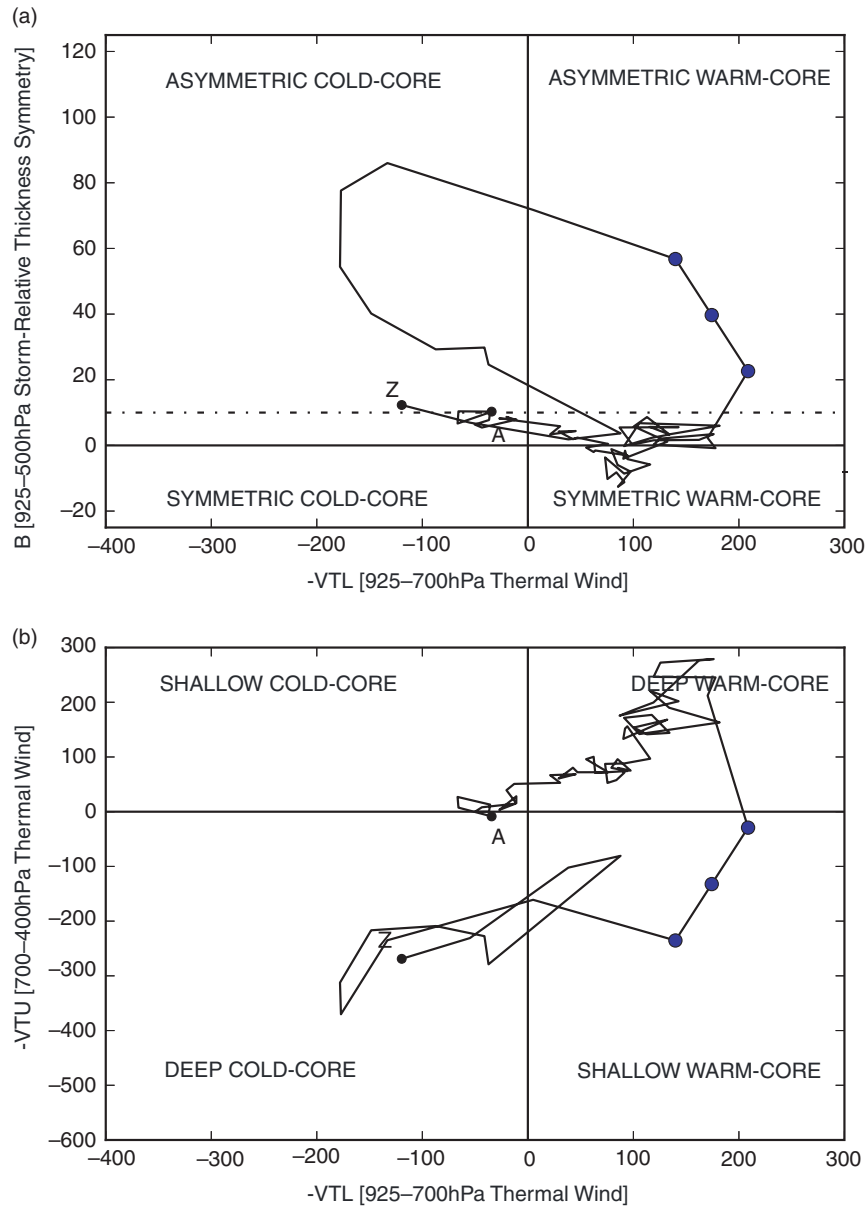 (a)
B [925–500hPa Storm-Relative Thickness Symmetry]
120
100
80
60
40
20
0
–20
ASYMMETRIC COLD-CORE
ASYMMETRIC WARM-CORE
Z
A
SYMMETRIC COLD-CORE
SYMMETRIC WARM-CORE
–400 –300 –200 –100 0 100 200 300
-VTL [925–700hPa Thermal Wind]
(b)
-VTU [700–400hPa Thermal Wind]
300
200
100
0
–100
–200
–300
–400
–500
–600
SHALLOW COLD-CORE
DEEP WARM-CORE
A
Z
DEEP COLD-CORE
SHALLOW WARM-CORE
–400 –300 –200 –100 0 100 200 300
-VTL [925–700hPa Thermal Wind]